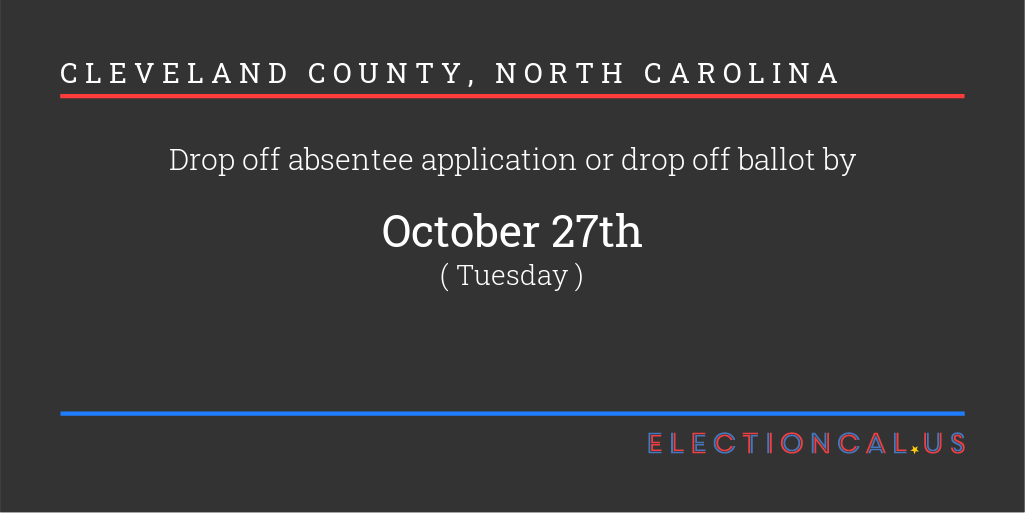 CLEVELAND COUNTY, NORTH CAROLINA
Drop off absentee application or drop off ballot by
October 27th
( Tuesday )
ELECTIONCAL.US